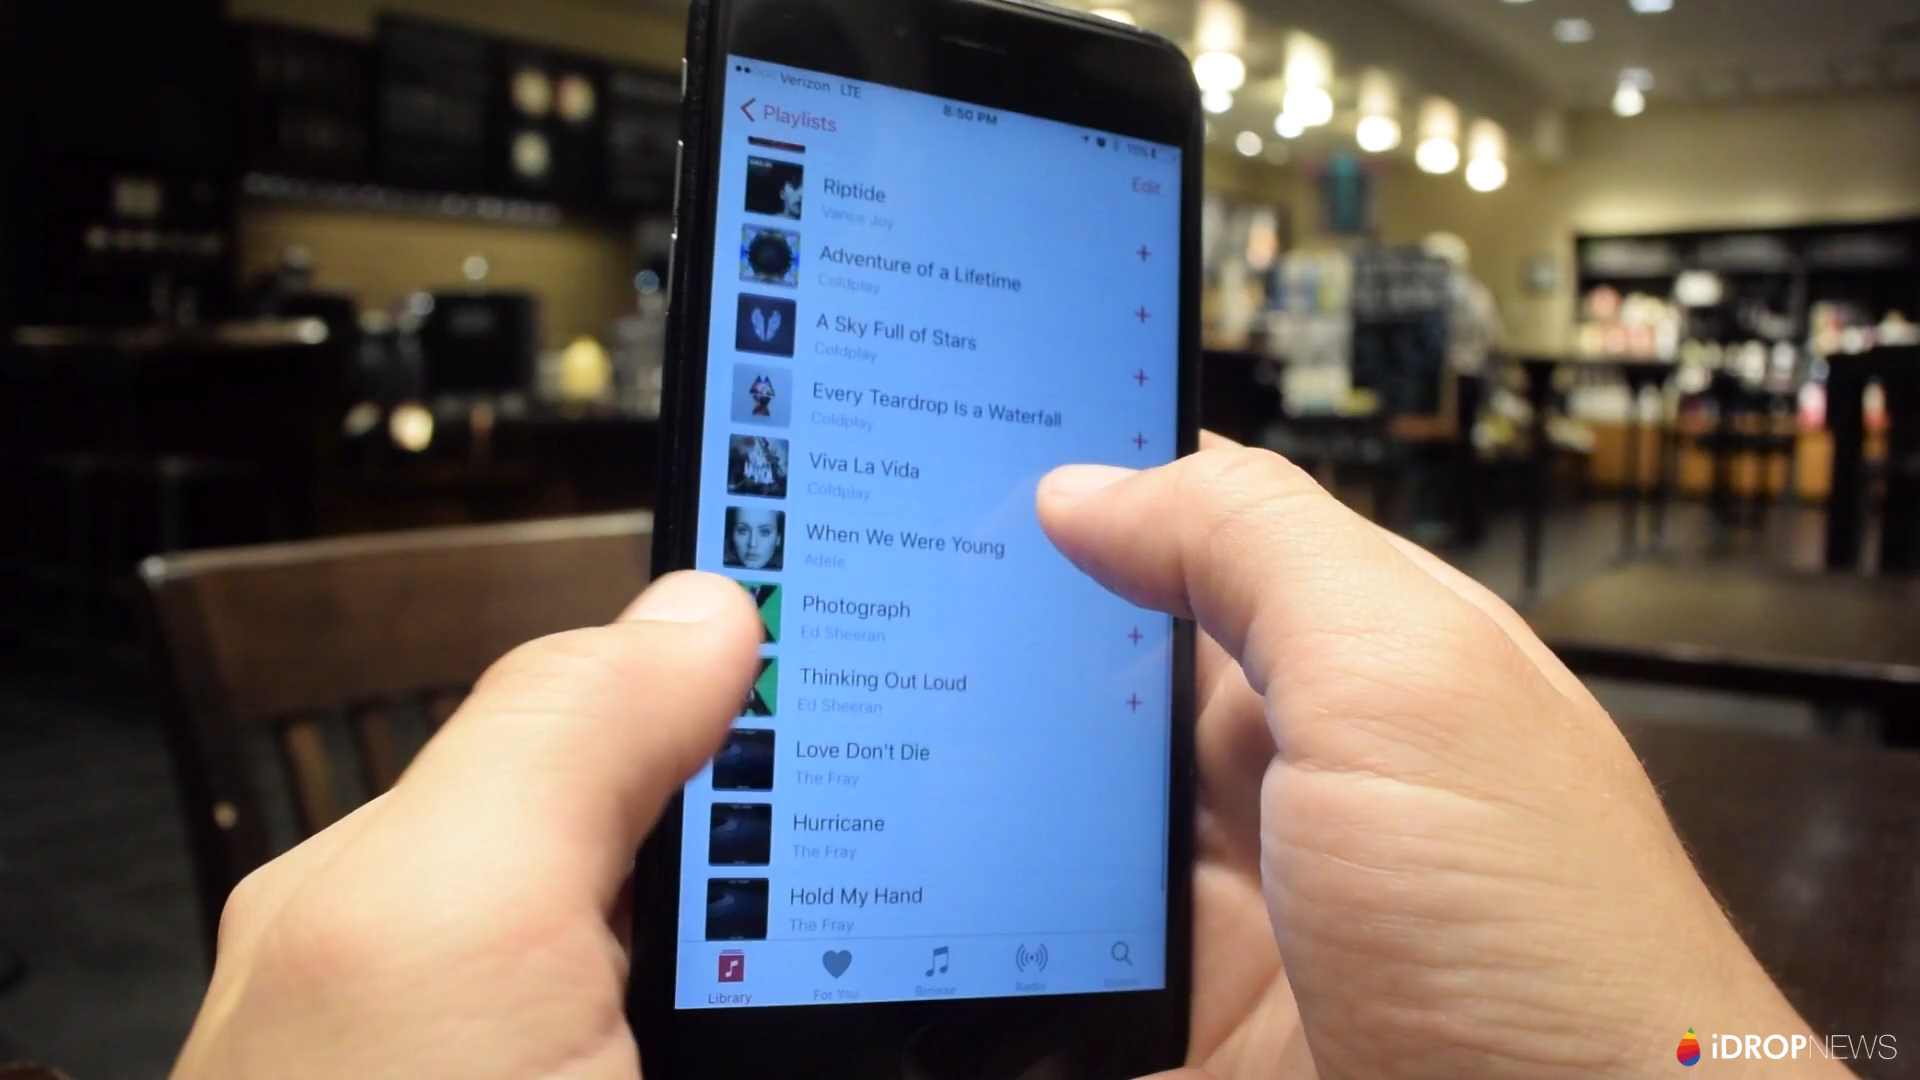 Verizon LTE
8:50 PM
15%
Playlists
Edit
Riptide
Vance Joy
Adventure of a Lifetime
Coldplay
A Sky Full of Stars
Coldplay
Every Teardrop Is a Waterfall
Coldplay
Viva La Vida
Coldplay
When We Were Young
Adele
Photograph
Ed Sheeran
Thinking Out Loud
Ed Sheeran
Love Don't Die
The Fray
Hurricane
The Fray
Hold My Hand
The Fray
Library
For You
Browse
Radio
iDROPNEWS